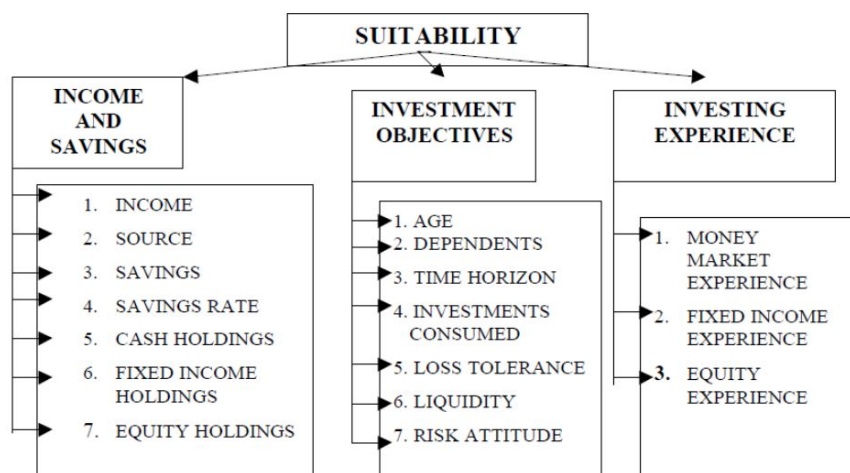 SUITABILITY
INCOME
AND
SAVINGS
1. INCOME
2. SOURCE
3. SAVINGS
4. SAVINGS RATE
5. CASH HOLDINGS
6. FIXED INCOME
HOLDINGS
7. EQUITY HOLDINGS
INVESTMENT
OBJECTIVES
1. AGE
2. DEPENDENTS
3. TIME HORIZON
4. INVESTMENTS
CONSUMED
5. LOSS TOLERANCE
6. LIQUIDITY
7. RISK ATTITUDE
INVESTING
EXPERIENCE
1. MONEY
MARKET
EXPERIENCE
2. FIXED INCOME
EXPERIENCE
3. EQUITY
EXPERIENCE